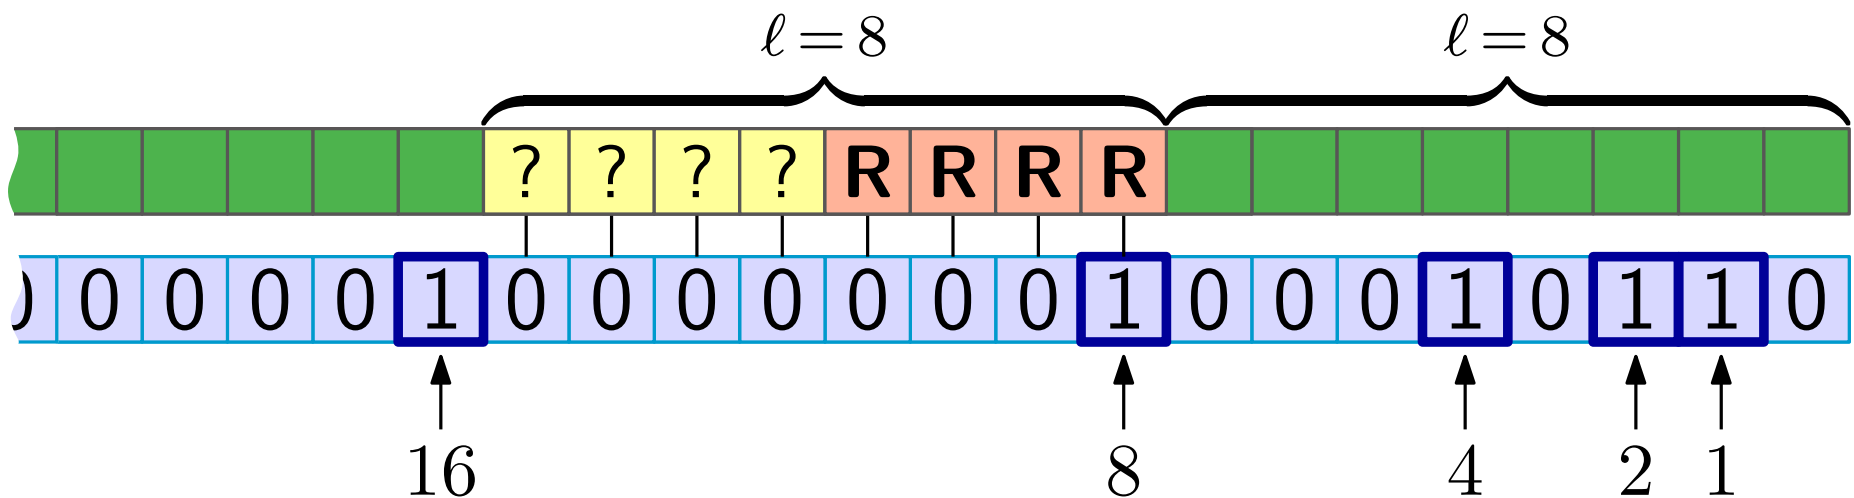 ℓ = 8 ℓ = 8
? ? ? ? R R R R
0 0 0 0 0 1 0 0 0 0 0 0 0 1 0 0 0 1 0 1 1 0
16 8 4 2 1